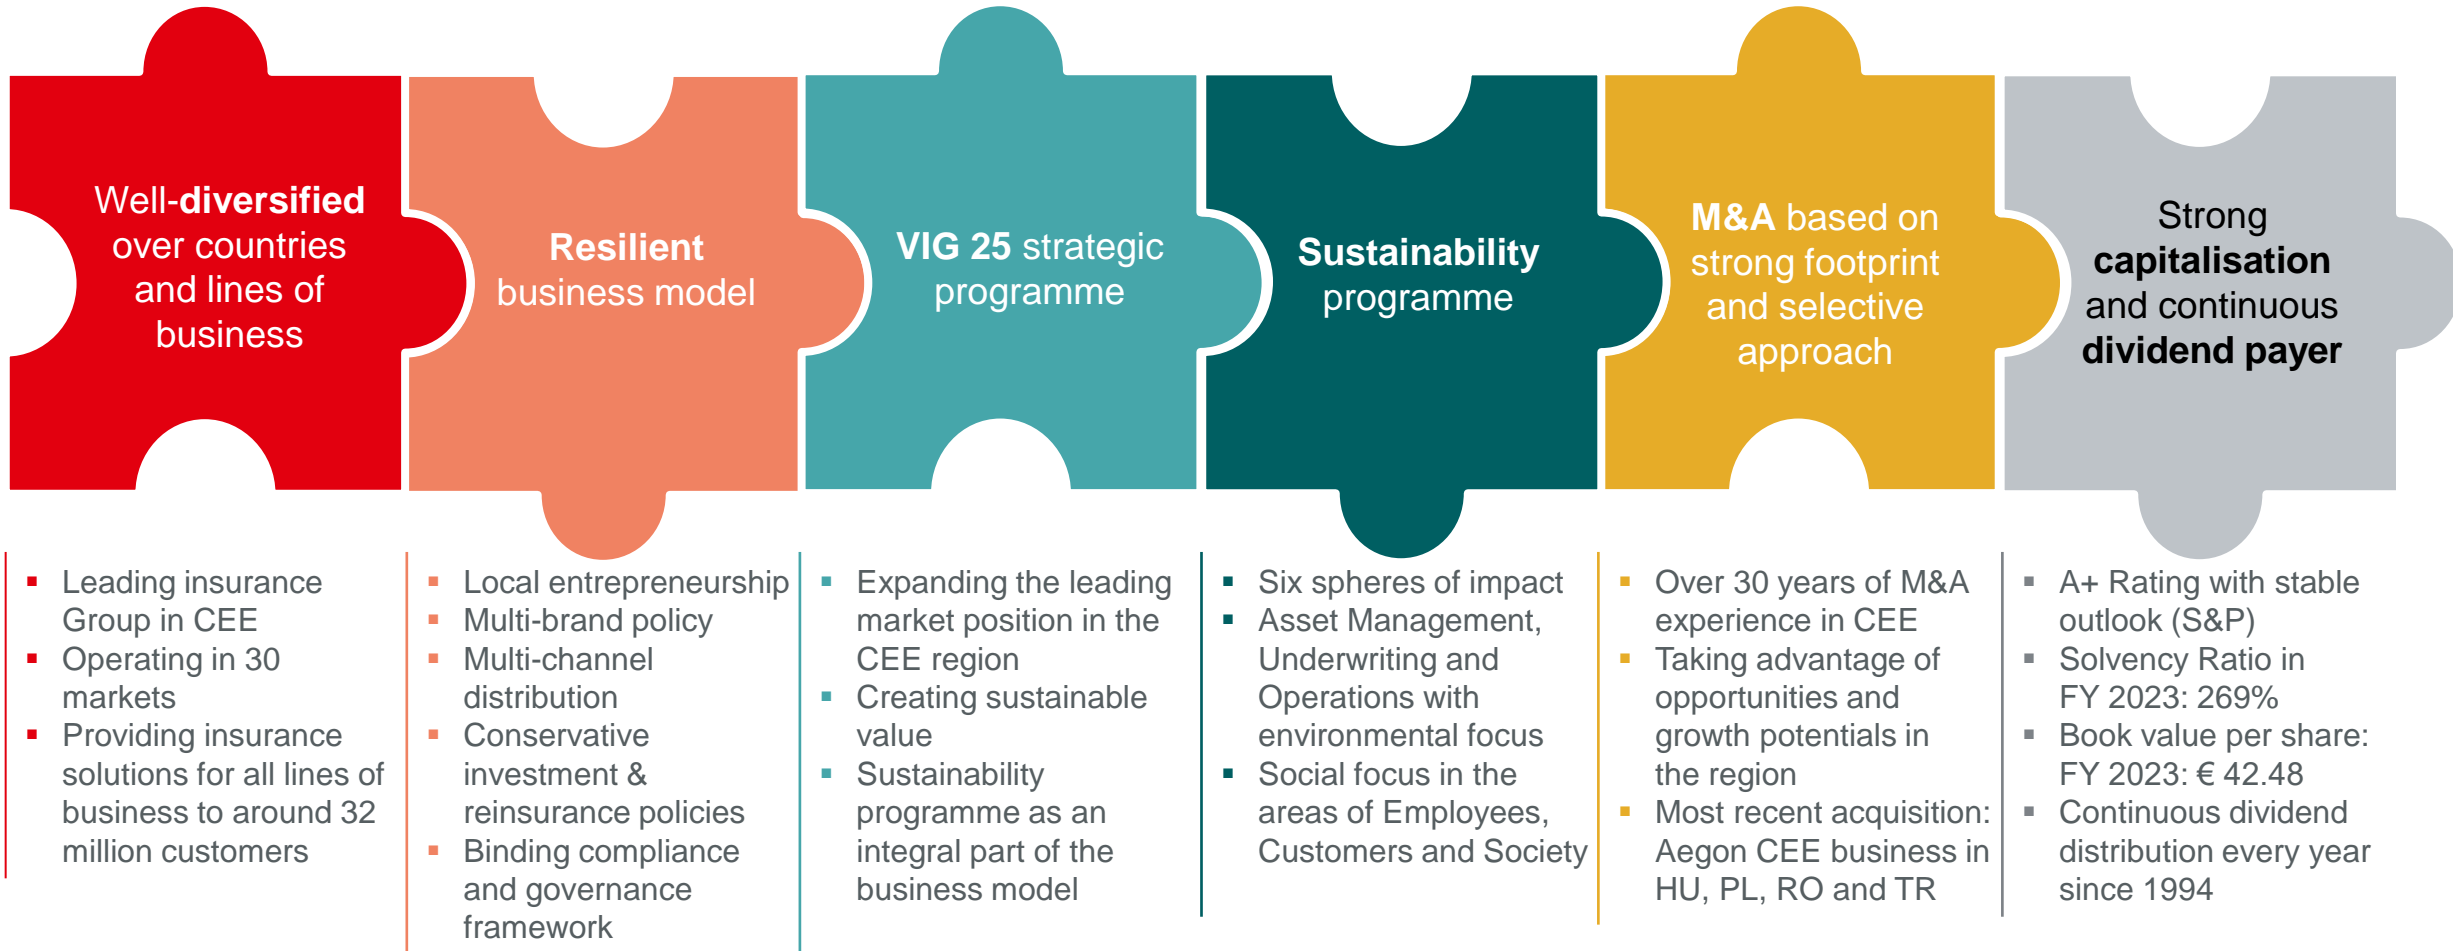 Well-diversified
over countries
and lines of
business
Resilient
business model
VIG 25 strategic
programme
Sustainability
programme
M&A based on
strong footprint
and selective
approach
Strong
capitalisation
and continuous
dividend payer
▪ Leading insurance
Group in CEE
▪ Operating in 30
markets
▪ Providing insurance
solutions for all lines of
business to around 32
million customers
▪ Local entrepreneurship
▪ Multi-brand policy
▪ Multi-channel
distribution
▪ Conservative
investment &
reinsurance policies
▪ Binding compliance
and governance
framework
▪ Expanding the leading
market position in the
CEE region
▪ Creating sustainable
value
▪ Sustainability
programme as an
integral part of the
business model
▪ Six spheres of impact
▪ Asset Management,
Underwriting and
Operations with
environmental focus
▪ Social focus in the
areas of Employees,
Customers and Society
▪ Over 30 years of M&A
experience in CEE
▪ Taking advantage of
opportunities and
growth potentials in
the region
▪ Most recent acquisition:
Aegon CEE business in
HU, PL, RO and TR
▪ A+ Rating with stable
outlook (S&P)
▪ Solvency Ratio in
FY 2023: 269%
▪ Book value per share:
FY 2023: € 42.48
▪ Continuous dividend
distribution every year
since 1994